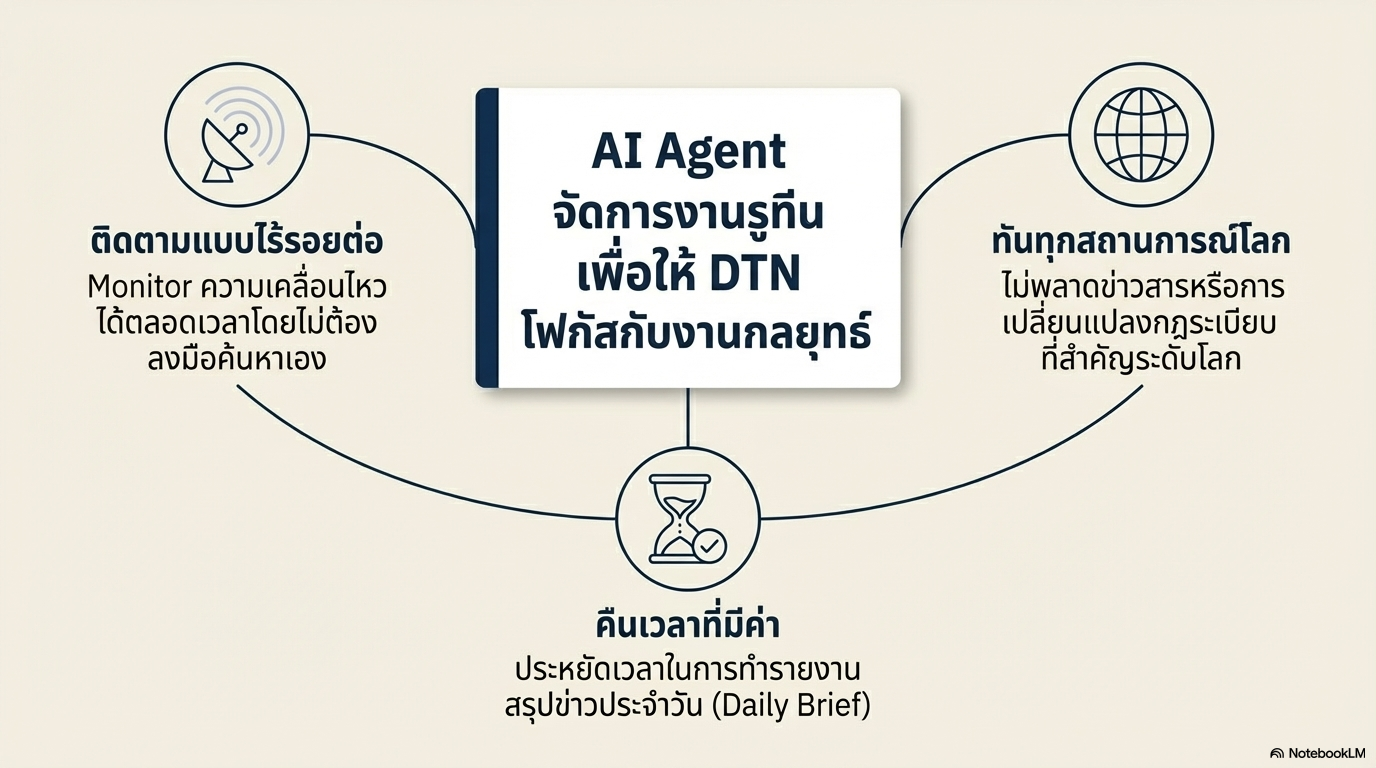 AI Agent
จัดการงานรูทีน
เพื่อให้ DTN
โฟกัสกับงานกลยุทธ์
ติดตามแบบไร้รอยต่อ
Monitor ความเคลื่อนไหว
ได้ตลอดเวลาโดยไม่ต้อง
ลงมือค้นหาเอง
ทันทุกสถานการณ์โลก
ไม่พลาดข่าวสารหรือการ
เปลี่ยนแปลงกฎระเบียบ
ที่สำคัญระดับโลก
คืนเวลาที่มีค่า
ประหยัดเวลาในการทำรายงาน
สรุปข่าวประจำวัน (Daily Brief)
NotebookLM